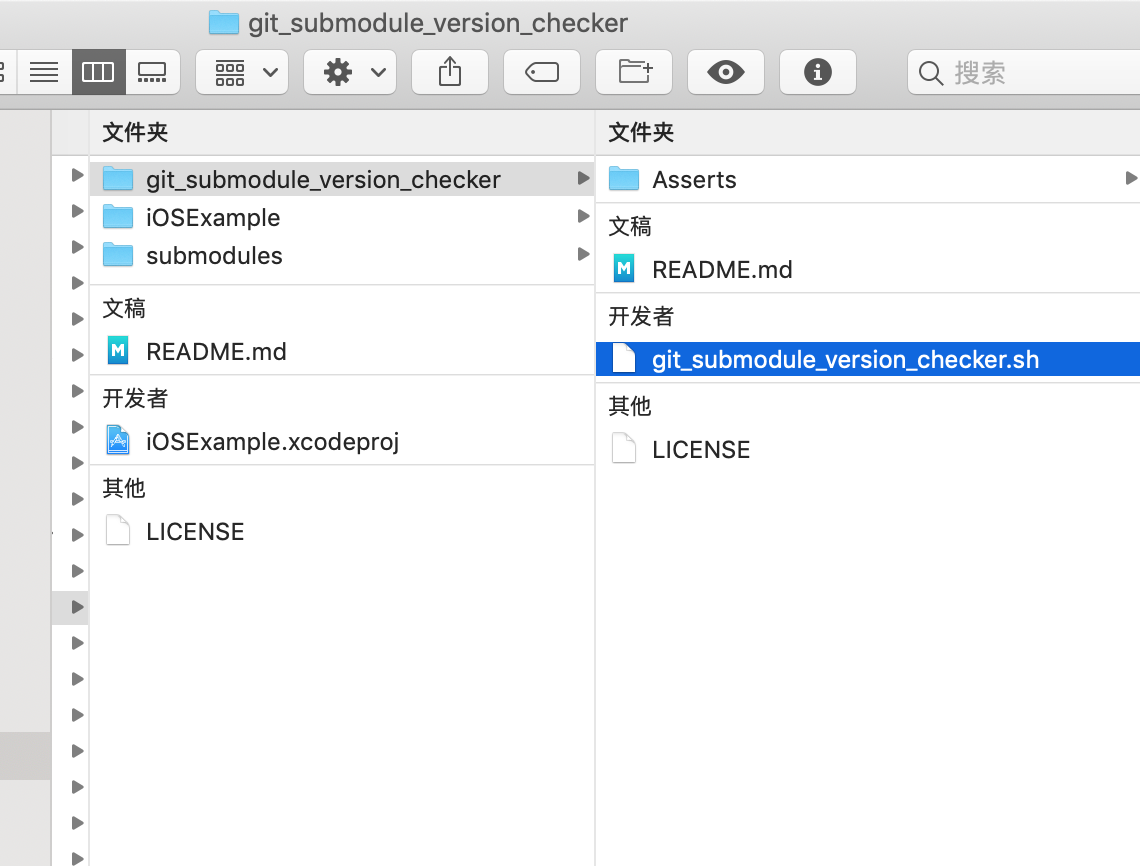 git_submodule_version_checker
搜索
文件夹
git_submodule_version_checker
iOSExample
submodules
文稿
README.md
开发者
iOSExample.xcodeproj
其他
LICENSE
文件夹
Asserts
文稿
README.md
开发者
git_submodule_version_checker.sh
其他
LICENSE